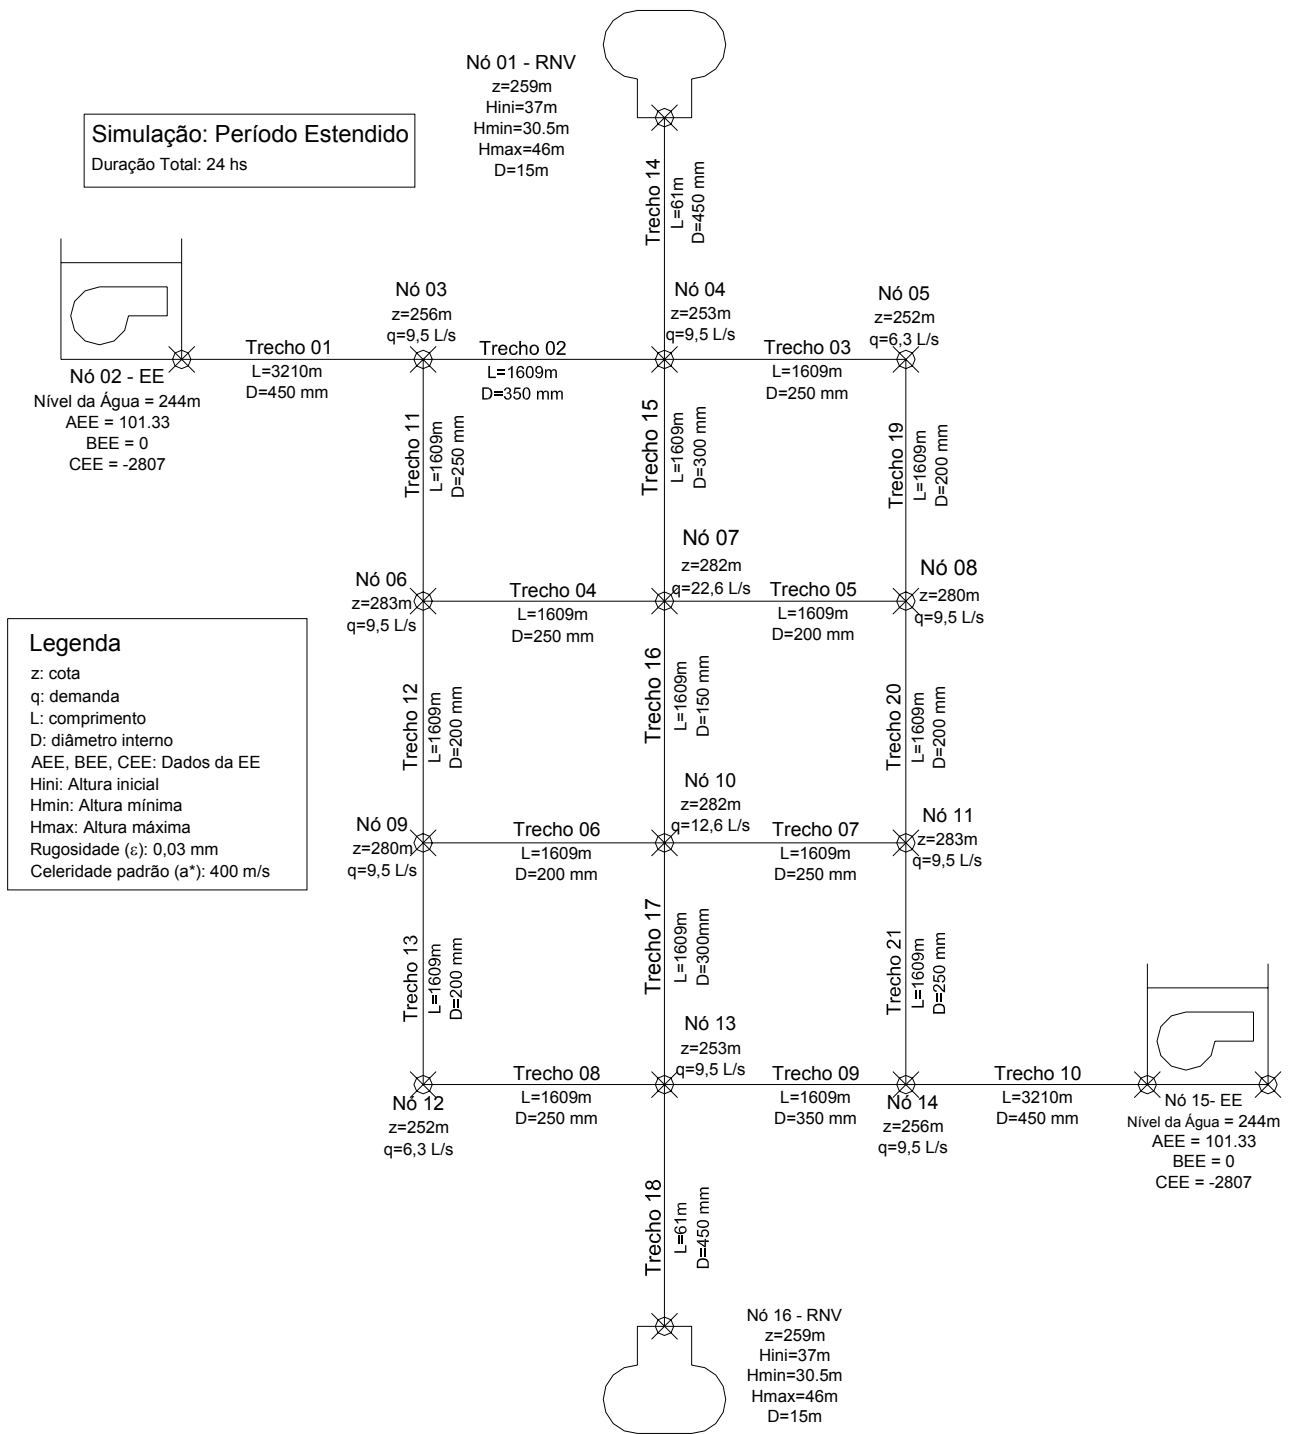 Nó 01 - RNV
z=259m
Hini=37m
Hmin=30.5m
Hmax=46m
D=15m
Simulação: Período Estendido
Duração Total: 24 hs
Trecho 14
L=61m
D=450 mm
Nó 02 - EE
Nível da Água = 244m
AEE = 101.33
BEE = 0
CEE = -2807
Trecho 01
L=3210m
D=450 mm
Nó 03
z=256m
q=9,5 L/s
Trecho 02
L=1609m
D=350 mm
Nó 04
z=253m
q=9,5 L/s
Trecho 03
L=1609m
D=250 mm
Nó 05
z=252m
q=6,3 L/s
Trecho 11
L=1609m
D=250 mm
Trecho 15
L=1609m
D=300 mm
Trecho 19
L=1609m
D=200 mm
Nó 06
z=283m
q=9,5 L/s
Trecho 04
L=1609m
D=250 mm
Nó 07
z=282m
q=22,6 L/s
Trecho 05
L=1609m
D=200 mm
Nó 08
z=280m
q=9,5 L/s
Legenda
z: cota
q: demanda
L: comprimento
D: diâmetro interno
AEE, BEE, CEE: Dados da EE
Hini: Altura inicial
Hmin: Altura mínima
Hmax: Altura máxima
Rugosidade (ε): 0,03 mm
Celeridade padrão (a*): 400 m/s
Trecho 12
L=1609m
D=200 mm
Trecho 16
L=1609m
D=150 mm
Trecho 20
L=1609m
D=200 mm
Nó 09
z=280m
q=9,5 L/s
Trecho 06
L=1609m
D=200 mm
Nó 10
z=282m
q=12,6 L/s
Trecho 07
L=1609m
D=250 mm
Nó 11
z=283m
q=9,5 L/s
Trecho 13
L=1609m
D=200 mm
Trecho 17
L=1609m
D=300mm
Trecho 21
L=1609m
D=250 mm
Nó 12
z=252m
q=6,3 L/s
Trecho 08
L=1609m
D=250 mm
Nó 13
z=253m
q=9,5 L/s
Trecho 09
L=1609m
D=350 mm
Nó 14
z=256m
q=9,5 L/s
Trecho 10
L=3210m
D=450 mm
Nó 15- EE
Nível da Água = 244m
AEE = 101.33
BEE = 0
CEE = -2807
Trecho 18
L=61m
D=450 mm
Nó 16 - RNV
z=259m
Hini=37m
Hmin=30.5m
Hmax=46m
D=15m